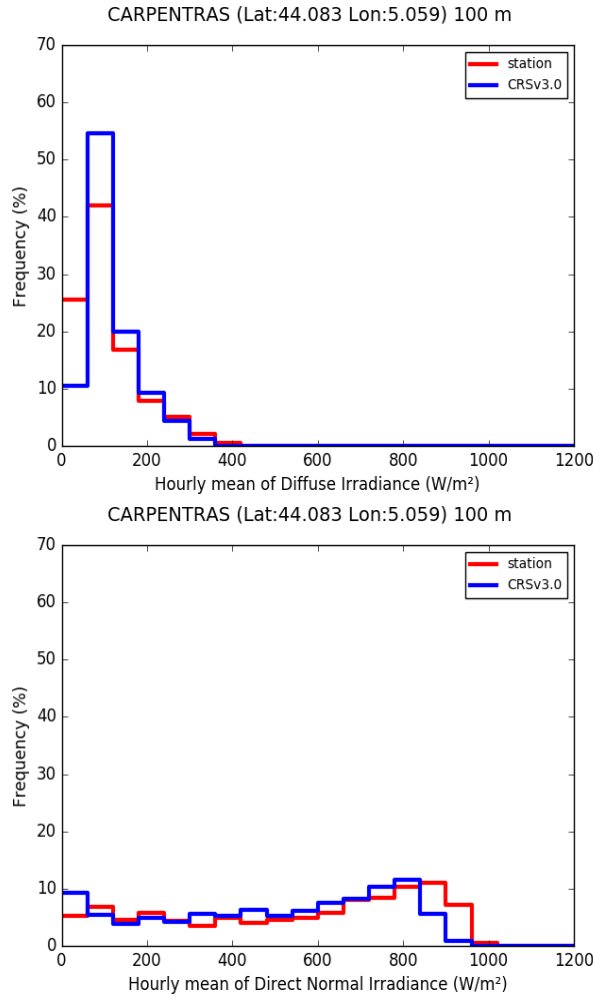 CARPENTRAS (Lat:44.083 Lon:5.059) 100 m
70
60
50
40
30
20
10
0
Frequency (%)
station
CRSv3.0
0 200 400 600 800 1000 1200
Hourly mean of Diffuse Irradiance (W/m²)
CARPENTRAS (Lat:44.083 Lon:5.059) 100 m
70
60
50
40
30
20
10
0
Frequency (%)
station
CRSv3.0
0 200 400 600 800 1000 1200
Hourly mean of Direct Normal Irradiance (W/m²)